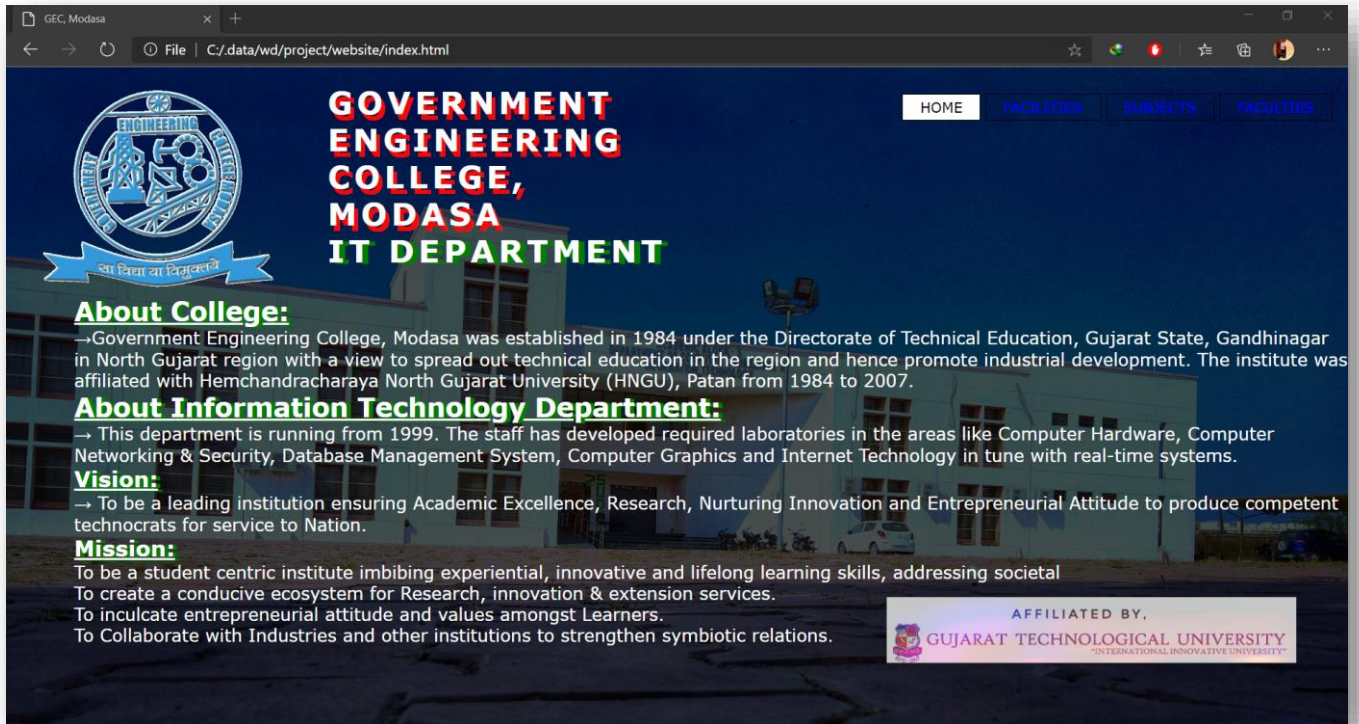 GEC, Modasa
File | C:/.data/wd/project/website/index.html
GOVERNMENT
ENGINEERING
COLLEGE,
MODASA
IT DEPARTMENT
HOME
FACILITIES
SUBJECTS
FACULTIES
ENGINEERING
GOVERNMENT
COLLEGE MODASA
सा विद्या या विमुक्तये
About College:
→Government Engineering College, Modasa was established in 1984 under the Directorate of Technical Education, Gujarat State, Gandhinagar
in North Gujarat region with a view to spread out technical education in the region and hence promote industrial development. The institute was
affiliated with Hemchandracharaya North Gujarat University (HNGU), Patan from 1984 to 2007.
About Information Technology Department:
→ This department is running from 1999. The staff has developed required laboratories in the areas like Computer Hardware, Computer
Networking & Security, Database Management System, Computer Graphics and Internet Technology in tune with real-time systems.
Vision:
→ To be a leading institution ensuring Academic Excellence, Research, Nurturing Innovation and Entrepreneurial Attitude to produce competent
technocrats for service to Nation.
Mission:
To be a student centric institute imbibing experiential, innovative and lifelong learning skills, addressing societal
To create a conducive ecosystem for Research, innovation & extension services.
To inculcate entrepreneurial attitude and values amongst Learners.
To Collaborate with Industries and other institutions to strengthen symbiotic relations.
AFFILIATED BY,
GUJARAT TECHNOLOGICAL UNIVERSITY
"INTERNATIONAL INNOVATIVE UNIVERSITY"